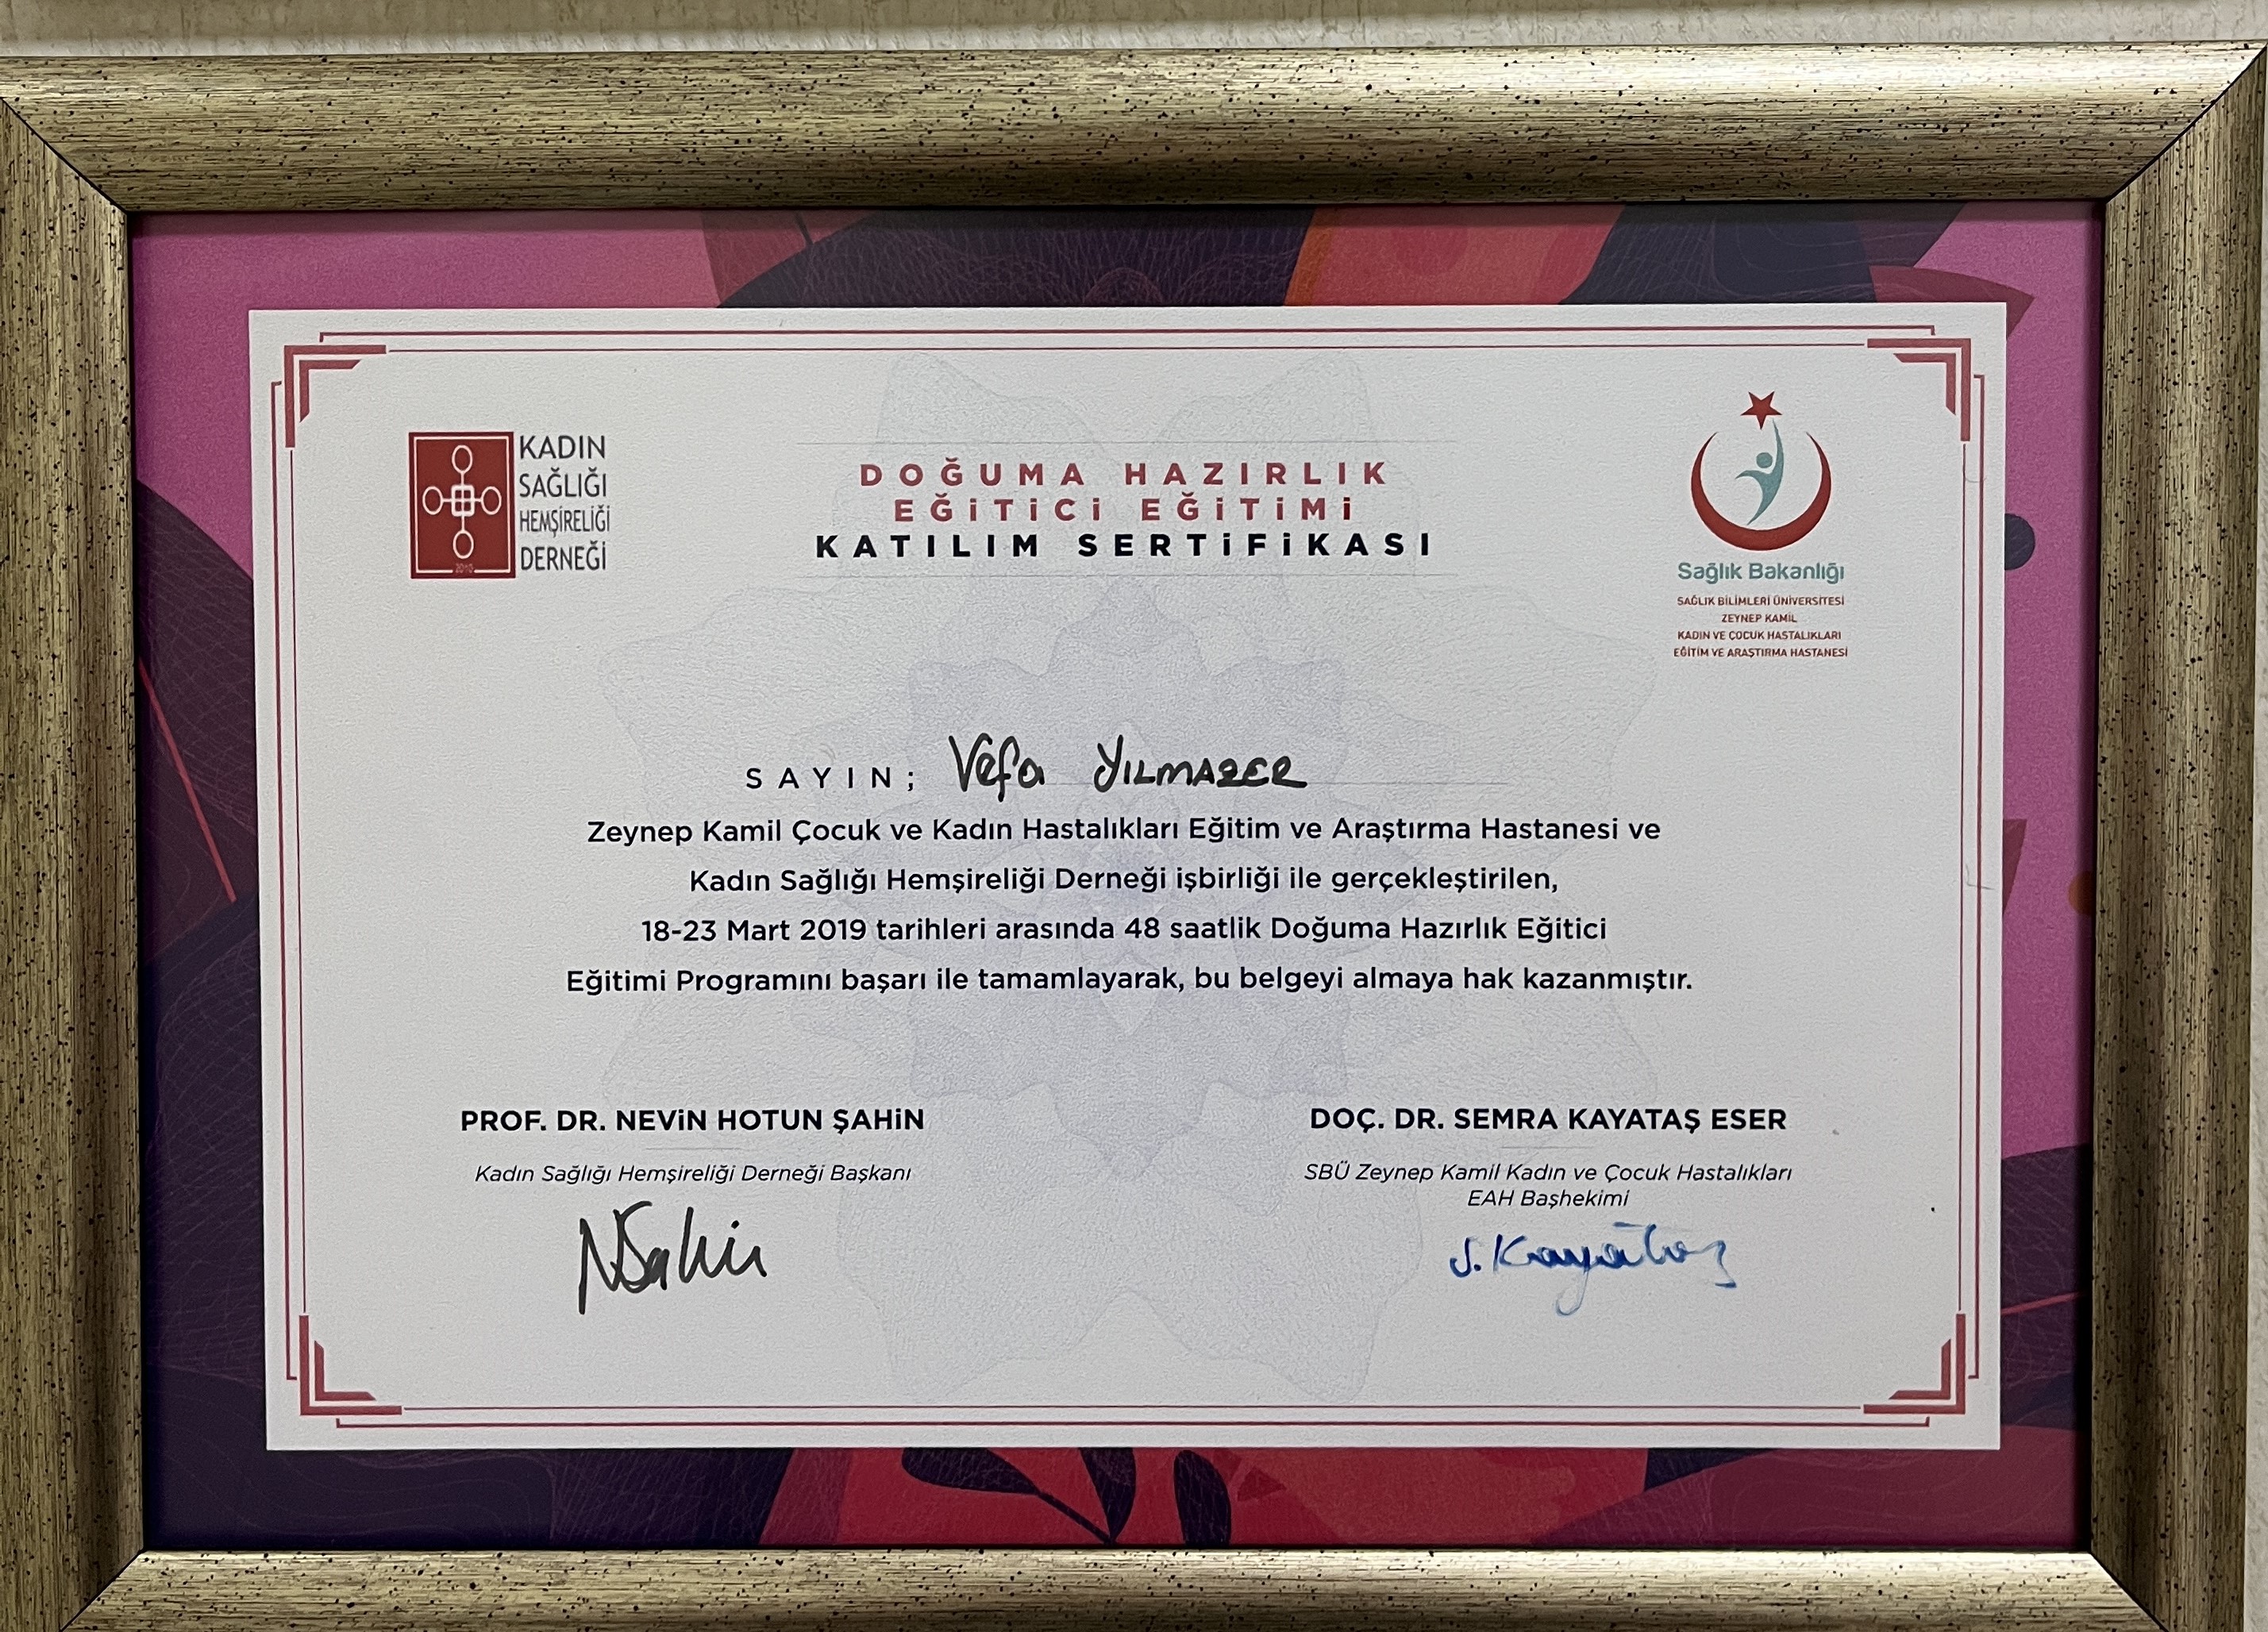 KADIN
SAĞLIĞI
HEMŞİRELİĞİ
DERNEĞİ
2010
DOĞUMA HAZIRLIK
EĞİTİCİ EĞİTİMİ
KATILIM SERTİFİKASI
Sağlık Bakanlığı
SAĞLIK BİLİMLERİ ÜNİVERSİTESİ
ZEYNEP KAMİL
KADIN VE ÇOCUK HASTALIKLARI
EĞİTİM VE ARAŞTIRMA HASTANESİ
SAYIN; Vefa YILMAZER
Zeynep Kamil Çocuk ve Kadın Hastalıkları Eğitim ve Araştırma Hastanesi ve
Kadın Sağlığı Hemşireliği Derneği işbirliği ile gerçekleştirilen,
18-23 Mart 2019 tarihleri arasında 48 saatlik Doğuma Hazırlık Eğitici
Eğitimi Programını başarı ile tamamlayarak, bu belgeyi almaya hak kazanmıştır.
PROF. DR. NEVİN HOTUN ŞAHİN
Kadın Sağlığı Hemşireliği Derneği Başkanı
NŞahin
DOÇ. DR. SEMRA KAYATAŞ ESER
SBÜ Zeynep Kamil Kadın ve Çocuk Hastalıkları
EAH Başhekimi
S. Kayataş